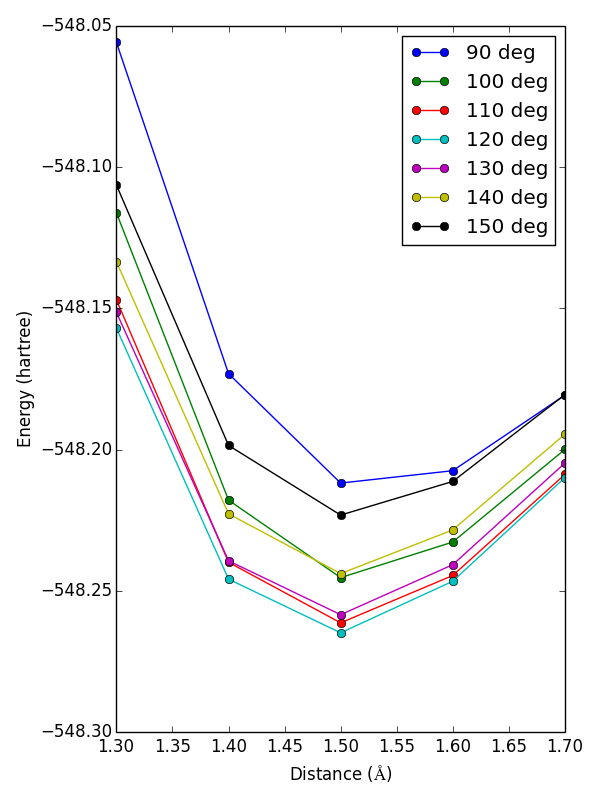 −548.05
−548.10
−548.15
−548.20
−548.25
−548.30
Energy (hartree)
90 deg
100 deg
110 deg
120 deg
130 deg
140 deg
150 deg
1.30 1.35 1.40 1.45 1.50 1.55 1.60 1.65 1.70
Distance (Å)